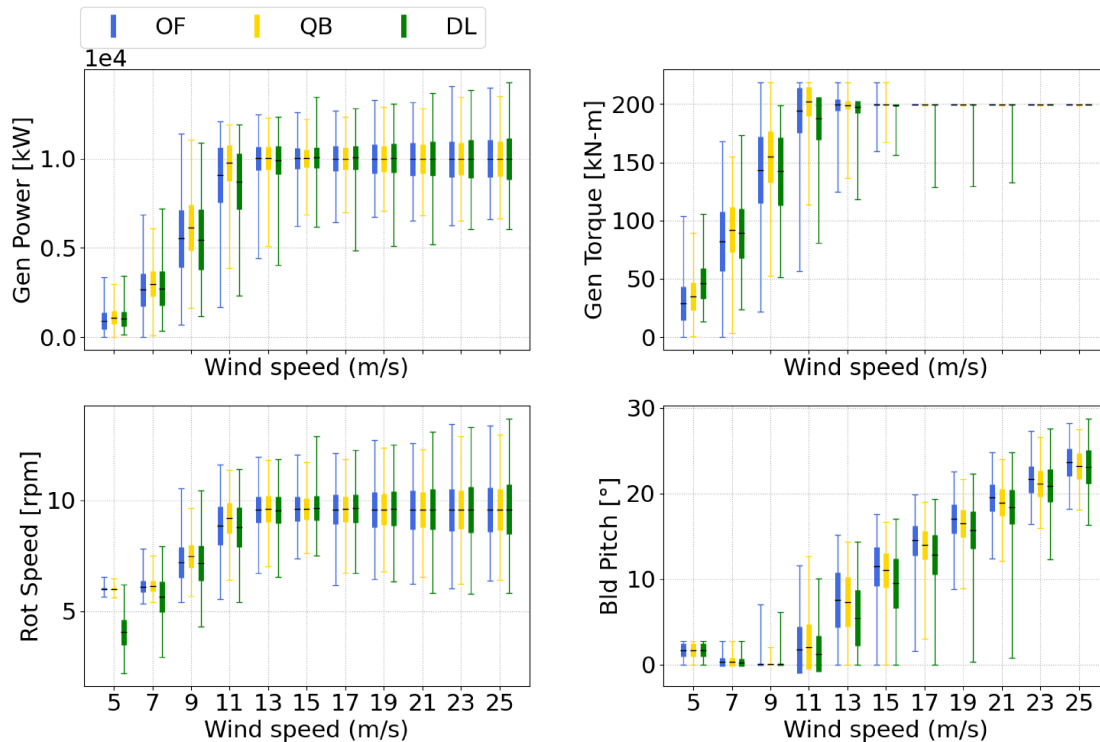 OF QB DL
1e4
Gen Power [kW]
1.0
0.5
0.0
Wind speed (m/s)
Gen Torque [kN-m]
200
150
100
50
0
Wind speed (m/s)
Rot Speed [rpm]
10
5
5 7 9 11 13 15 17 19 21 23 25
Wind speed (m/s)
Bld Pitch [°]
30
20
10
0
5 7 9 11 13 15 17 19 21 23 25
Wind speed (m/s)